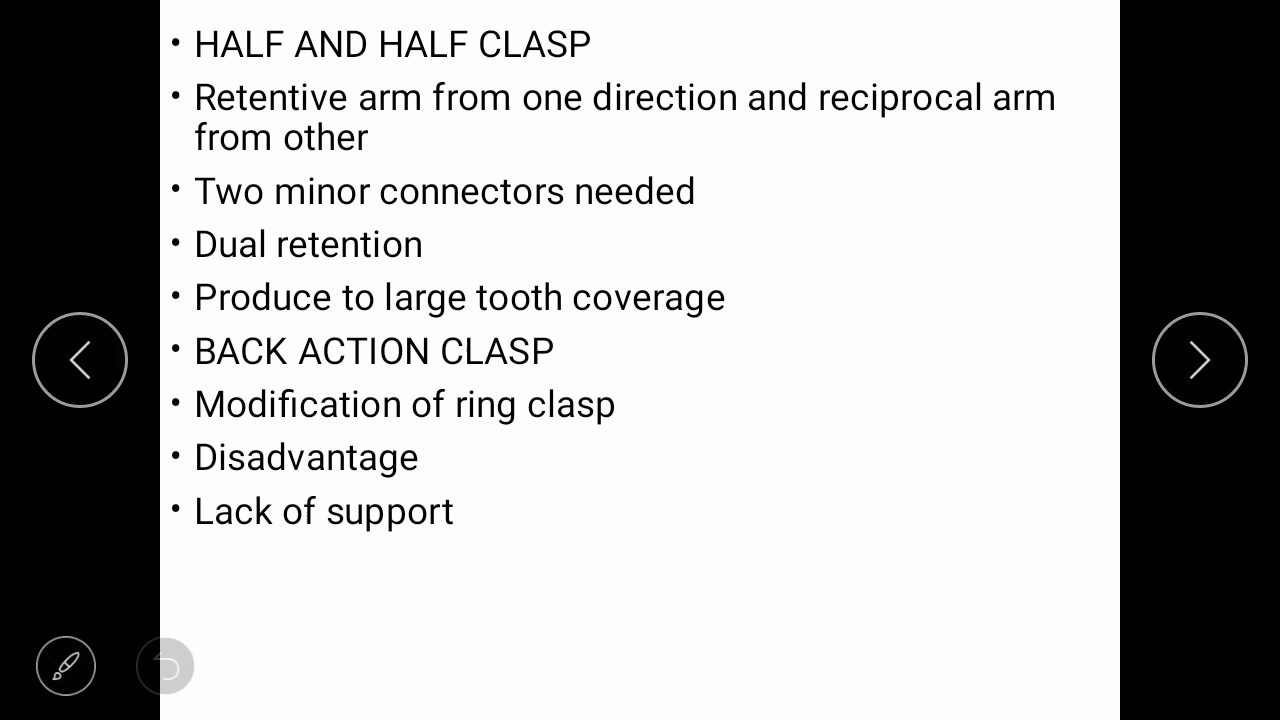 • HALF AND HALF CLASP
• Retentive arm from one direction and reciprocal arm
from other
• Two minor connectors needed
• Dual retention
• Produce to large tooth coverage
• BACK ACTION CLASP
• Modification of ring clasp
• Disadvantage
• Lack of support